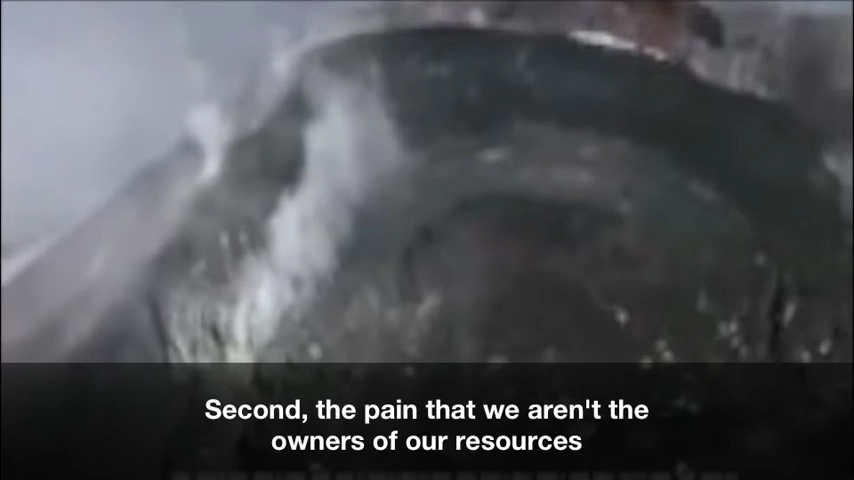 Second, the pain that we aren't the
owners of our resources